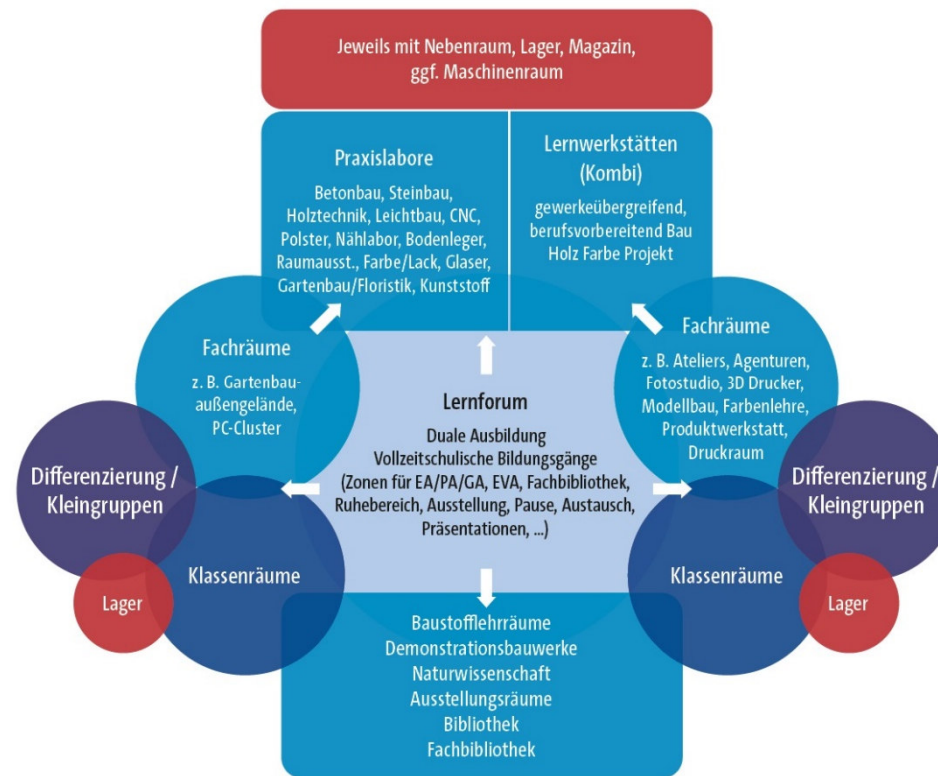 Jeweils mit Nebenraum, Lager, Magazin,
ggf. Maschinenraum
Praxislabore
Betonbau, Steinbau,
Holztechnik, Leichtbau, CNC,
Polster, Nählabor, Bodenleger,
Raumausst., Farbe/Lack, Glaser,
Gartenbau/Floristik, Kunststoff
Lernwerkstätten
(Kombi)
gewerkeübergreifend,
berufsvorbereitend Bau
Holz Farbe Projekt
Fachräume
z. B. Gartenbau-
außengelände,
PC-Cluster
Lernforum
Duale Ausbildung
Vollzeitschulische Bildungsgänge
(Zonen für EA/PA/GA, EVA, Fachbibliothek,
Ruhebereich, Ausstellung, Pause, Austausch,
Präsentationen, ...)
Fachräume
z. B. Ateliers, Agenturen,
Fotostudio, 3D Drucker,
Modellbau, Farbenlehre,
Produktwerkstatt,
Druckraum
Differenzierung /
Kleingruppen
Klassenräume
Lager
Differenzierung /
Kleingruppen
Klassenräume
Lager
Baustofflehrräume
Demonstrationsbauwerke
Naturwissenschaft
Ausstellungsräume
Bibliothek
Fachbibliothek